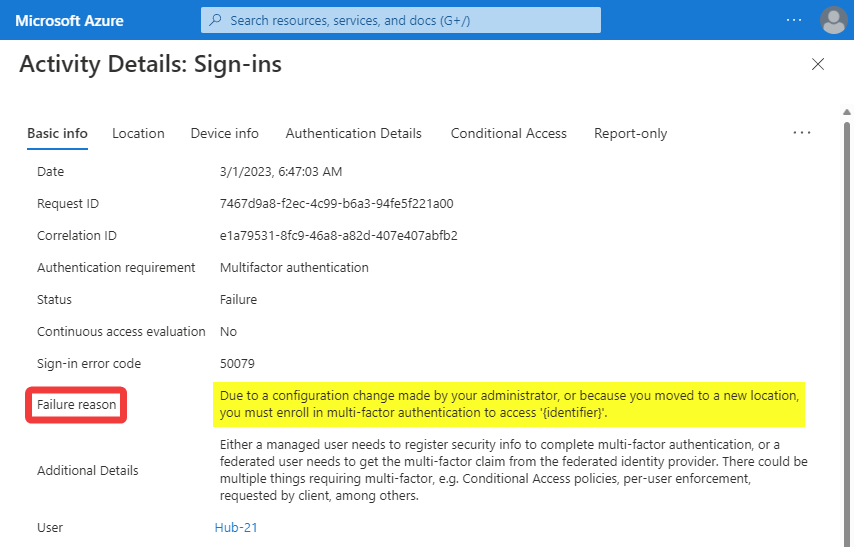 Microsoft Azure
Search resources, services, and docs (G+/)
...
Activity Details: Sign-ins
Basic info Location Device info Authentication Details Conditional Access Report-only ...
Date 3/1/2023, 6:47:03 AM
Request ID 7467d9a8-f2ec-4c99-b6a3-94fe5f221a00
Correlation ID e1a79531-8fc9-46a8-a82d-407e407abfb2
Authentication requirement Multifactor authentication
Status Failure
Continuous access evaluation No
Sign-in error code 50079
Failure reason Due to a configuration change made by your administrator, or because you moved to a new location,
you must enroll in multi-factor authentication to access '{identifier}'.
Additional Details Either a managed user needs to register security info to complete multi-factor authentication, or a
federated user needs to get the multi-factor claim from the federated identity provider. There could be
multiple things requiring multi-factor, e.g. Conditional Access policies, per-user enforcement,
requested by client, among others.
User Hub-21